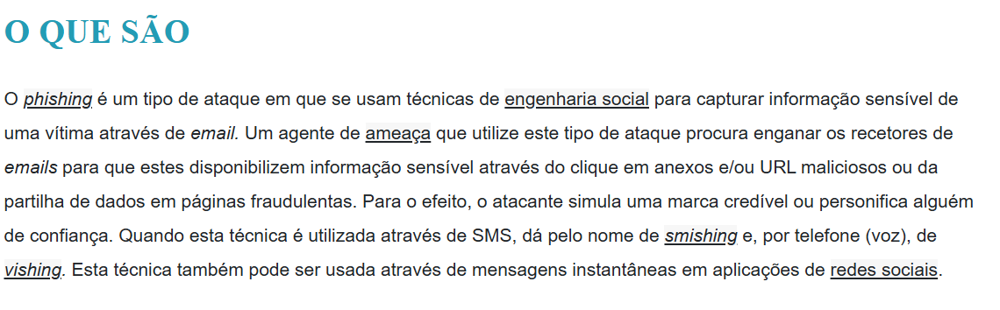 O QUE SÃO
O phishing é um tipo de ataque em que se usam técnicas de engenharia social para capturar informação sensível de
uma vítima através de email. Um agente de ameaça que utilize este tipo de ataque procura enganar os recetores de
emails para que estes disponibilizem informação sensível através do clique em anexos e/ou URL maliciosos ou da
partilha de dados em páginas fraudulentas. Para o efeito, o atacante simula uma marca credível ou personifica alguém
de confiança. Quando esta técnica é utilizada através de SMS, dá pelo nome de smishing e, por telefone (voz), de
vishing. Esta técnica também pode ser usada através de mensagens instantâneas em aplicações de redes sociais.